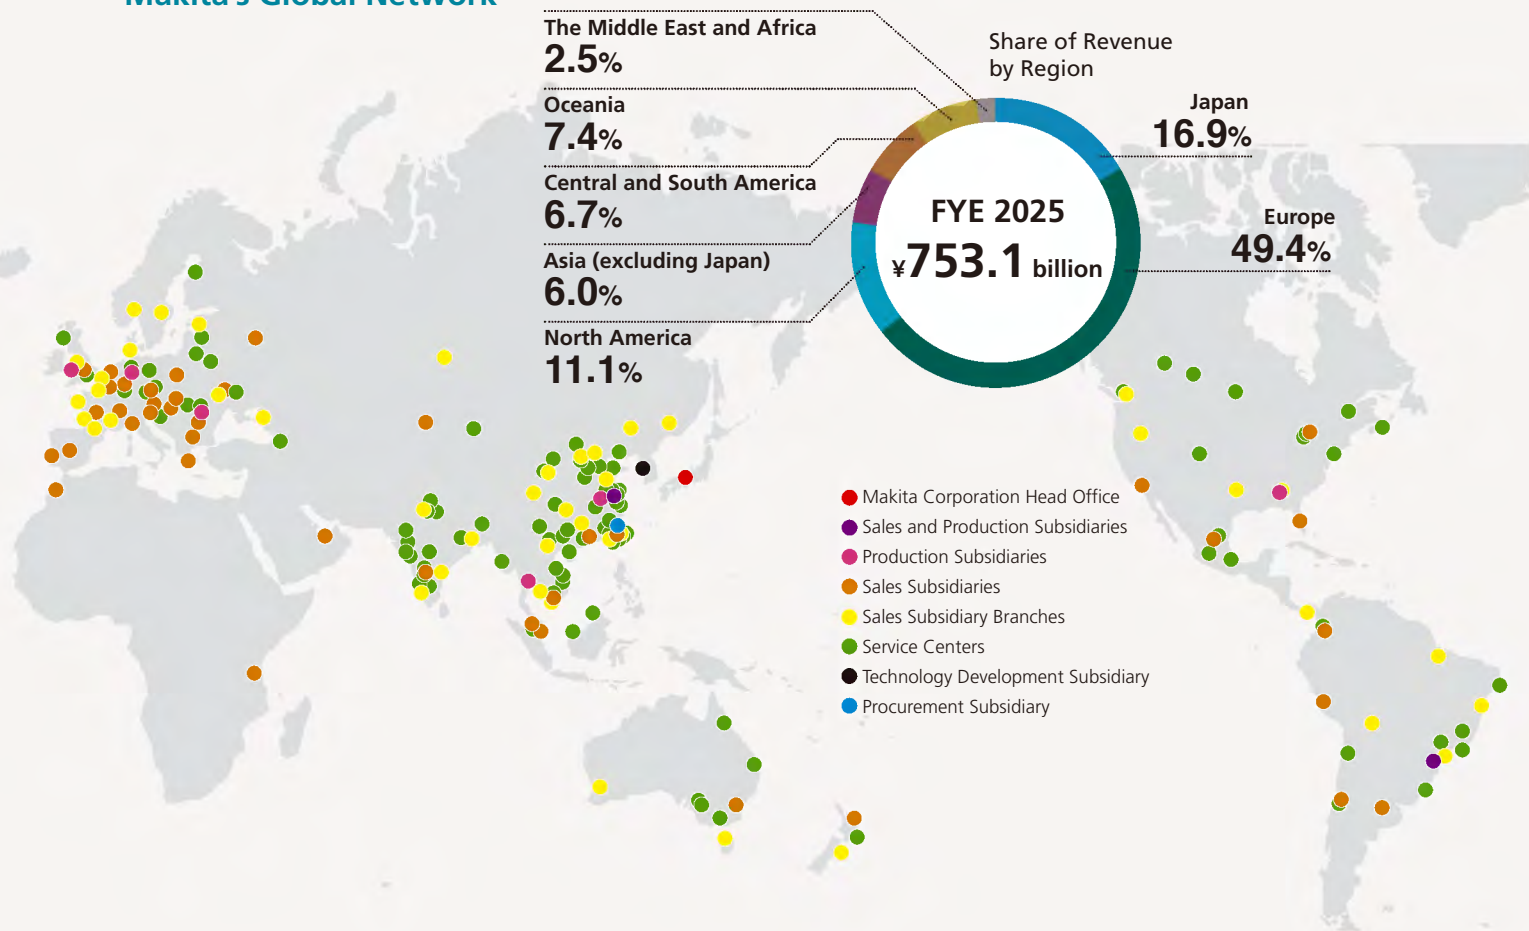 Makita's Global Network
The Middle East and Africa
2.5%
Oceania
7.4%
Central and South America
6.7%
Asia (excluding Japan)
6.0%
North America
11.1%
Share of Revenue
by Region
Japan
16.9%
Europe
49.4%
FYE 2025
¥753.1 billion
Makita Corporation Head Office
Sales and Production Subsidiaries
Production Subsidiaries
Sales Subsidiaries
Sales Subsidiary Branches
Service Centers
Technology Development Subsidiary
Procurement Subsidiary